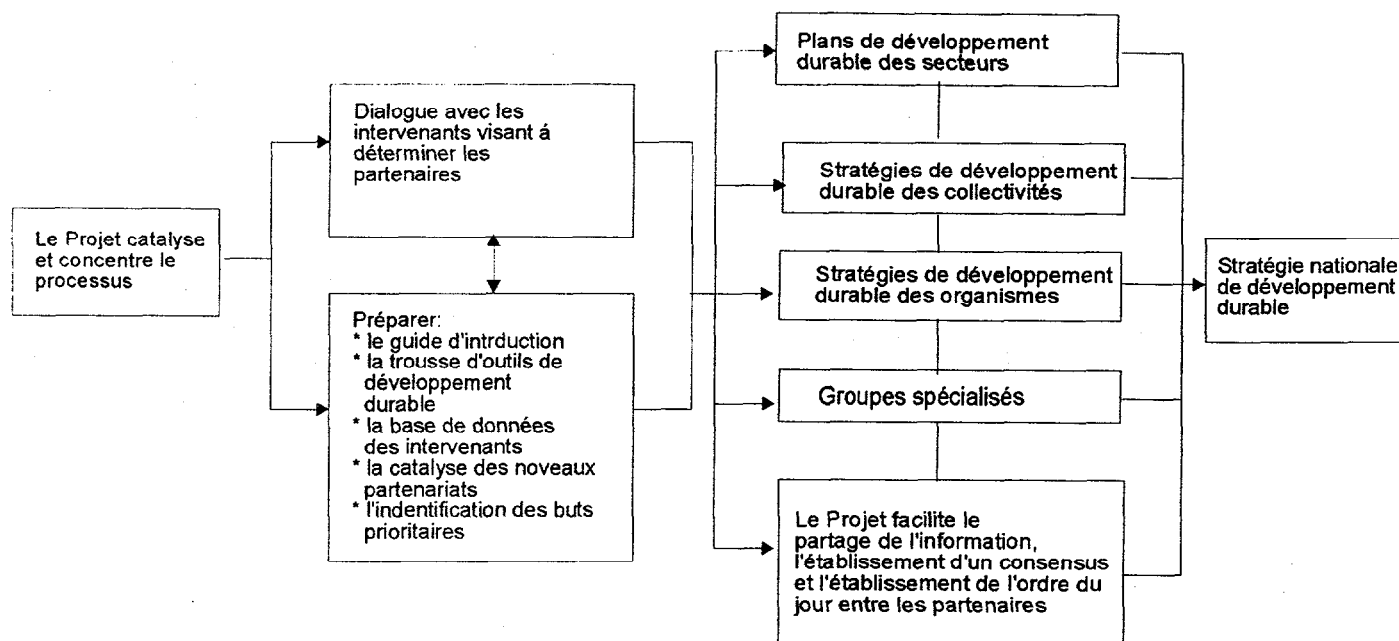 Le Projet catalyse
et concentre le
processus
Dialogue avec les
intervenants visant á
déterminer les
partenaires
Préparer:
* le guide d'intrduction
* la trousse d'outils de
développement
durable
* la base de données
des intervenants
* la catalyse des noveaux
partenariats
* l'indentification des buts
prioritaires
Plans de développement
durable des secteurs
Stratégies de développement
durable des collectivités
Stratégies de développement
durable des organismes
Groupes spécialisés
Le Projet facilite le
partage de l'information,
l'établissement d'un consensus
et l'établissement de l'ordre du
jour entre les partenaires
Stratégie nationale
de développement
durable